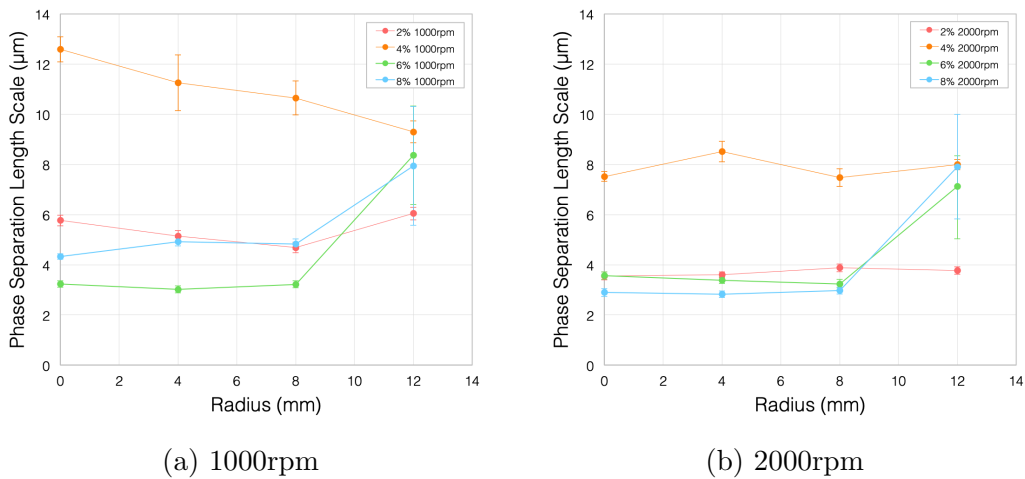 Phase Separation Length Scale (µm)
14
12
10
8
6
4
2
0
2% 1000rpm
4% 1000rpm
6% 1000rpm
8% 1000rpm
0 2 4 6 8 10 12 14
Radius (mm)
(a) 1000rpm
Phase Separation Length Scale (µm)
14
12
10
8
6
4
2
0
2% 2000rpm
4% 2000rpm
6% 2000rpm
8% 2000rpm
0 2 4 6 8 10 12 14
Radius (mm)
(b) 2000rpm